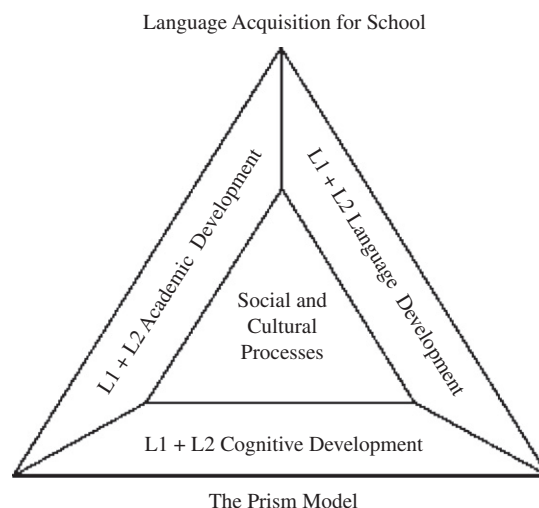 Language Acquisition for School
L1 + L2 Academic Development
L1 + L2 Language Development
Social and
Cultural
Processes
L1 + L2 Cognitive Development
The Prism Model